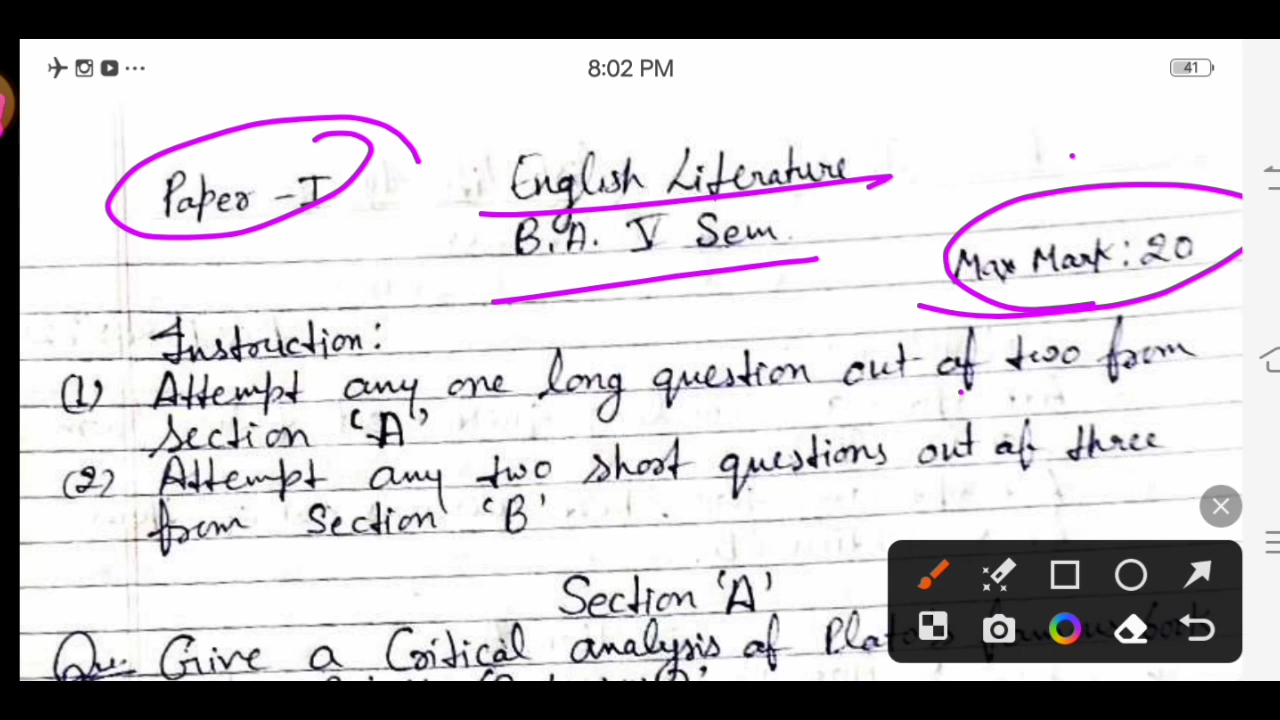 8:02 PM
41
Paper - I
English Literature
B.A. V Sem.
Max Mark: 20
Instruction:
(1) Attempt any one long question out of two from
section 'A'
(2) Attempt any two short questions out of three
from Section 'B'.
Section 'A'
Qu. Give a Critical analysis of Plato's